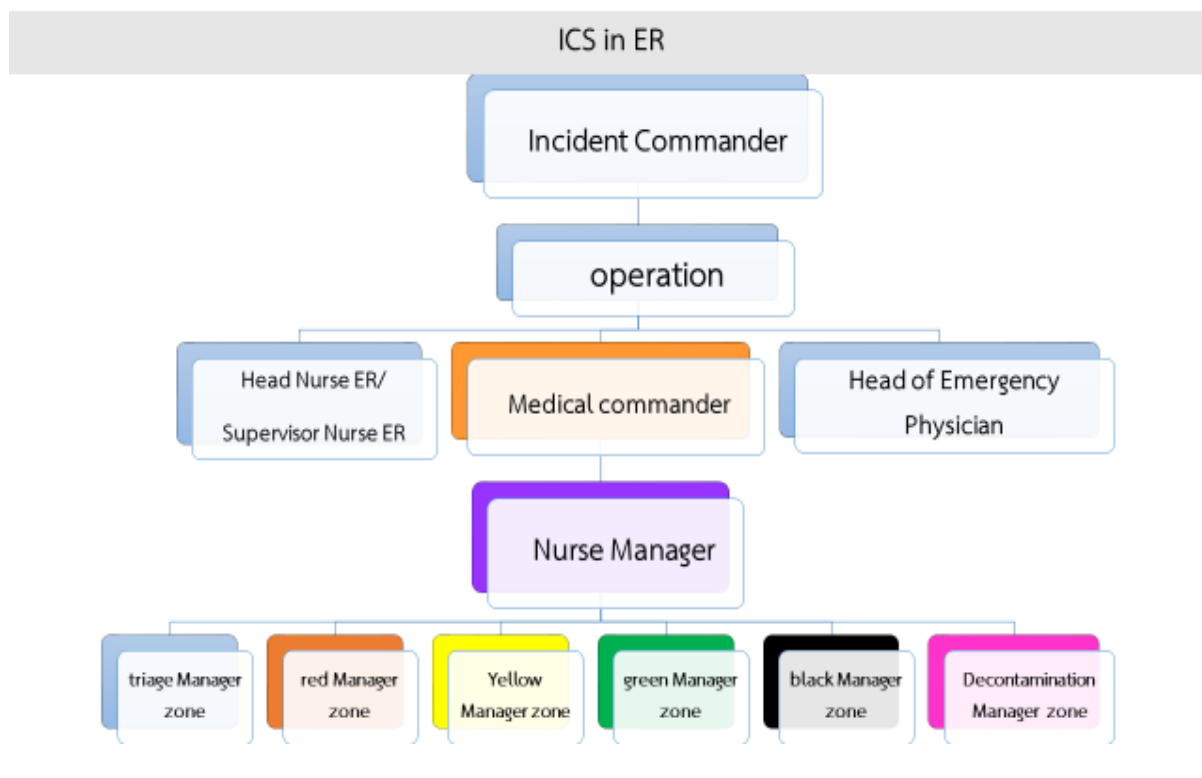 ICS in ER
Incident Commander
operation
Head Nurse ER/
Supervisor Nurse ER
Medical commander
Head of Emergency
Physician
Nurse Manager
triage Manager
zone
red Manager
zone
Yellow
Manager zone
green Manager
zone
black Manager
zone
Decontamination
Manager zone